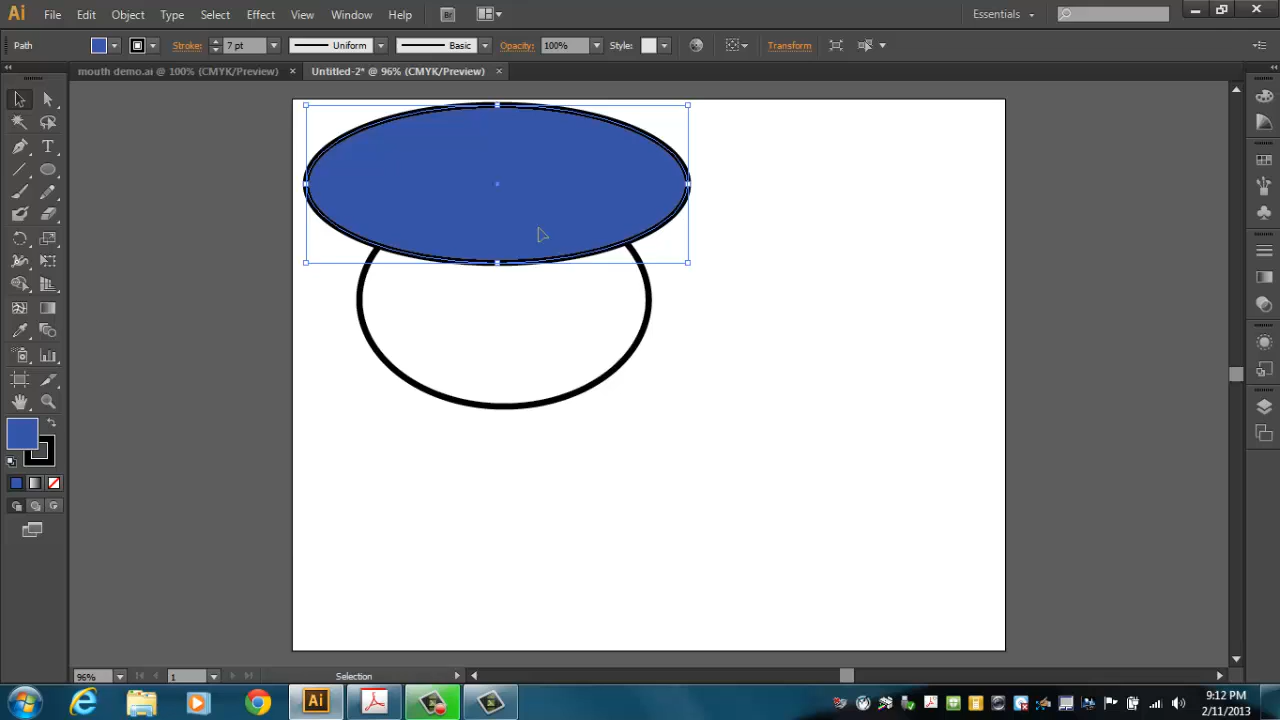 Ai File Edit Object Type Select Effect View Window Help Br Essentials
Path Stroke: 7 pt Uniform Basic Opacity: 100% Style: Transform
mouth demo.ai @ 100% (CMYK/Preview) × Untitled-2* @ 96% (CMYK/Preview) ×
T
96% 1 Selection
Ai
9:12 PM
2/11/2013